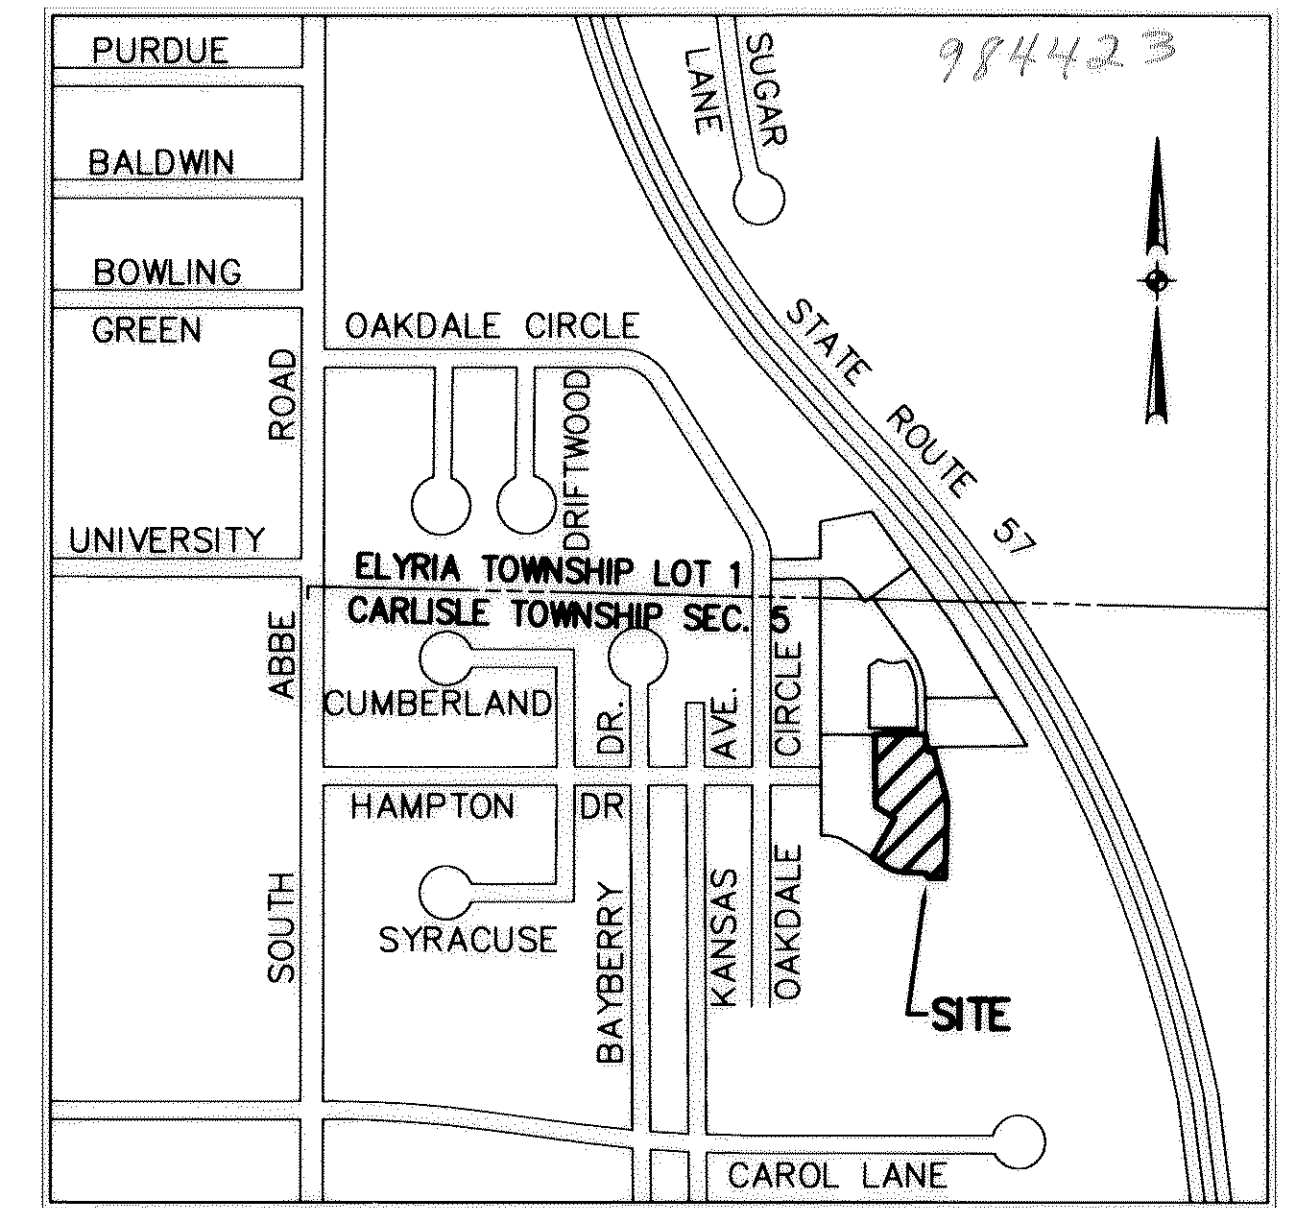 984423
PURDUE
SUGAR
LANE
BALDWIN
BOWLING
GREEN
OAKDALE CIRCLE
STATE ROUTE 57
ROAD
DRIFTWOOD
UNIVERSITY
ELYRIA TOWNSHIP LOT 1
CARLISLE TOWNSHIP SEC. 5
ABBE
CUMBERLAND
DR.
AVE.
CIRCLE
HAMPTON DR
SOUTH
SYRACUSE
BAYBERRY
KANSAS
OAKDALE
SITE
CAROL LANE